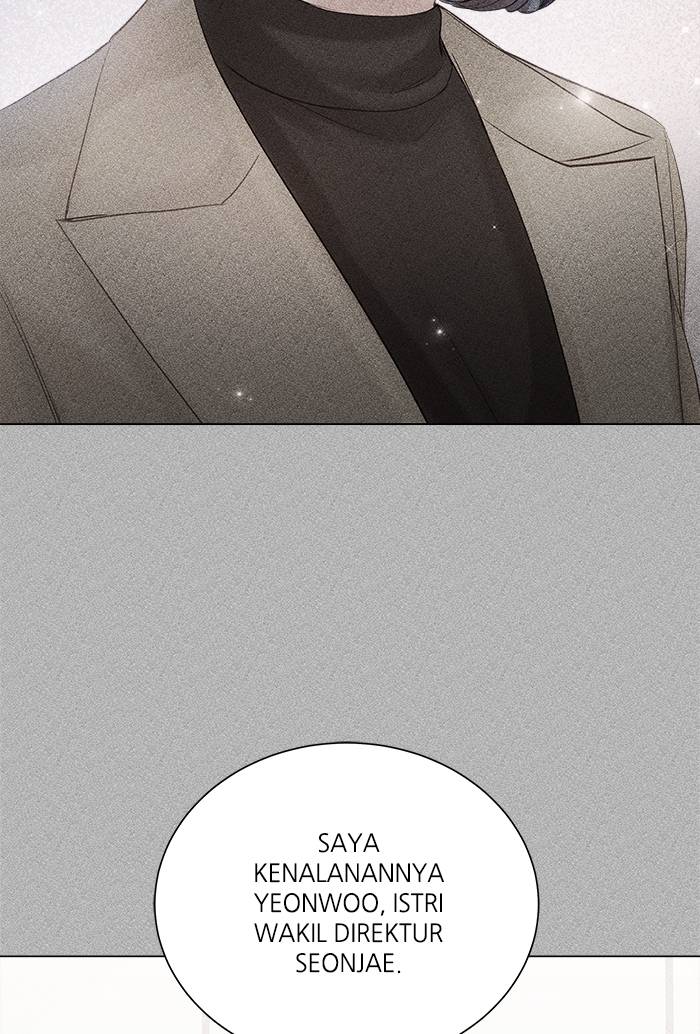 SAYA
KENALANANNYA
YEONWOO, ISTRI
WAKIL DIREKTUR
SEONJAE.